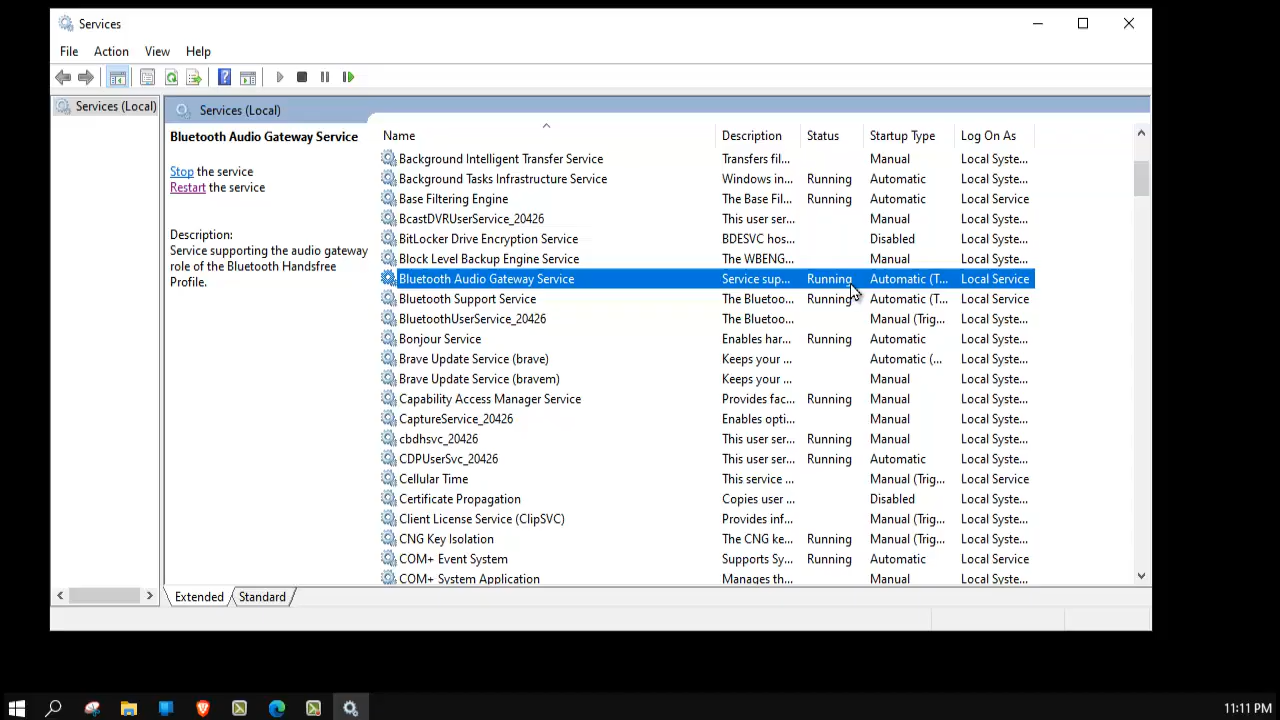 Services
File Action View Help
Services (Local)
Services (Local)
Bluetooth Audio Gateway Service
Stop the service
Restart the service
Description:
Service supporting the audio gateway
role of the Bluetooth Handsfree
Profile.
Name Description Status Startup Type Log On As
Background Intelligent Transfer Service Transfers fil... Manual Local Syste...
Background Tasks Infrastructure Service Windows in... Running Automatic Local Syste...
Base Filtering Engine The Base Fil... Running Automatic Local Service
BcastDVRUserService_20426 This user ser... Manual Local Syste...
BitLocker Drive Encryption Service BDESVC hos... Disabled Local Syste...
Block Level Backup Engine Service The WBENG... Manual Local Syste...
Bluetooth Audio Gateway Service Service sup... Running Automatic (T... Local Service
Bluetooth Support Service The Bluetoo... Running Automatic (T... Local Service
BluetoothUserService_20426 The Bluetoo... Manual (Trig... Local Syste...
Bonjour Service Enables har... Running Automatic Local Syste...
Brave Update Service (brave) Keeps your ... Automatic (... Local Syste...
Brave Update Service (bravem) Keeps your ... Manual Local Syste...
Capability Access Manager Service Provides fac... Running Manual Local Syste...
CaptureService_20426 Enables opti... Manual Local Syste...
cbdhsvc_20426 This user ser... Running Manual Local Syste...
CDPUserSvc_20426 This user ser... Running Automatic Local Syste...
Cellular Time This service ... Manual (Trig... Local Service
Certificate Propagation Copies user ... Disabled Local Syste...
Client License Service (ClipSVC) Provides inf... Manual (Trig... Local Syste...
CNG Key Isolation The CNG ke... Running Manual (Trig... Local Syste...
COM+ Event System Supports Sy... Running Automatic Local Service
COM+ System Application Manages th... Manual Local Syste...
Extended Standard
11:11 PM